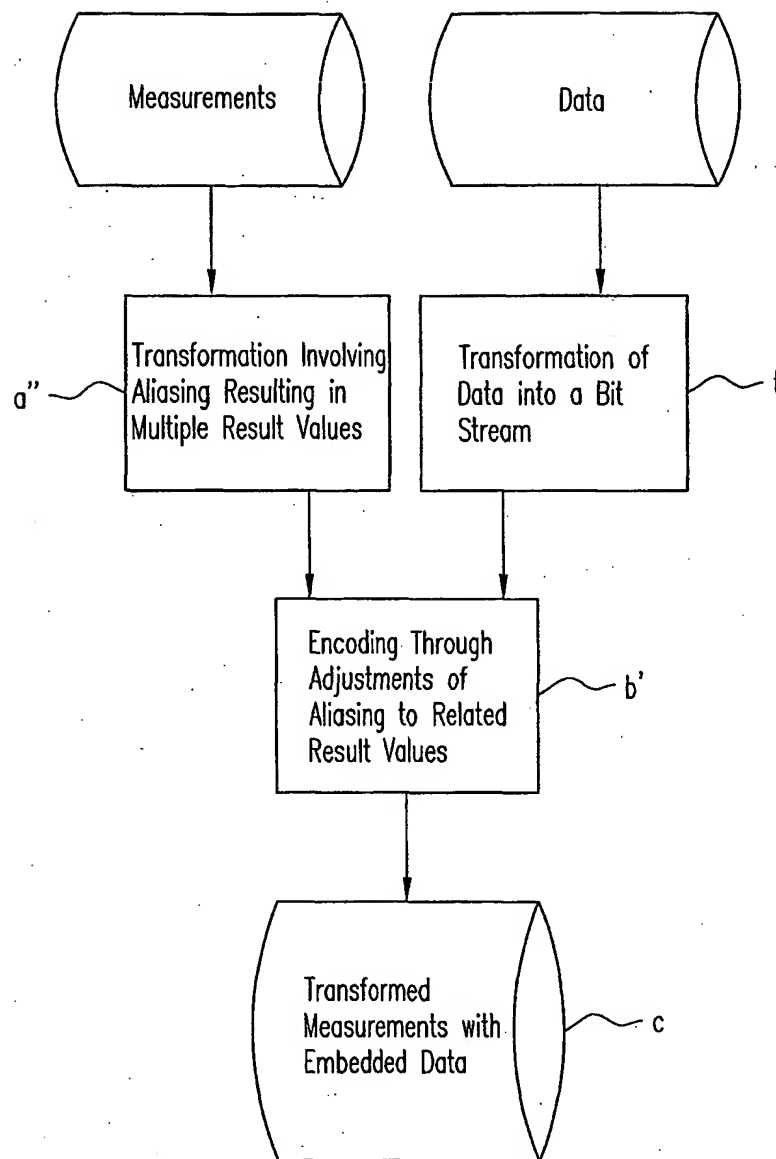 Measurements
Data
Transformation Involving
Aliasing Resulting in
Multiple Result Values
a"
Transformation of
Data into a Bit
Stream
Encoding Through
Adjustments of
Aliasing to Related
Result Values
b'
Transformed
Measurements with
Embedded Data
c